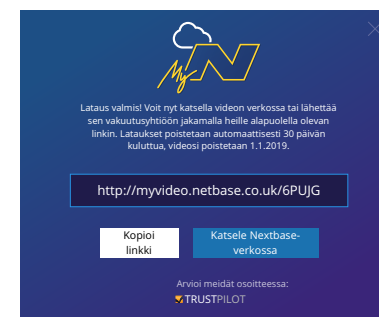 My N
Lataus valmis! Voit nyt katsella videon verkossa tai lähettää
sen vakuutusyhtiöön jakamalla heille alapuolella olevan
linkin. Lataukset poistetaan automaattisesti 30 päivän
kuluttua, videosi poistetaan 1.1.2019.
http://myvideo.netbase.co.uk/6PUJG
Kopioi
linkki
Katsele Nextbase-
verkossa
Arvioi meidät osoitteessa:
TRUSTPILOT